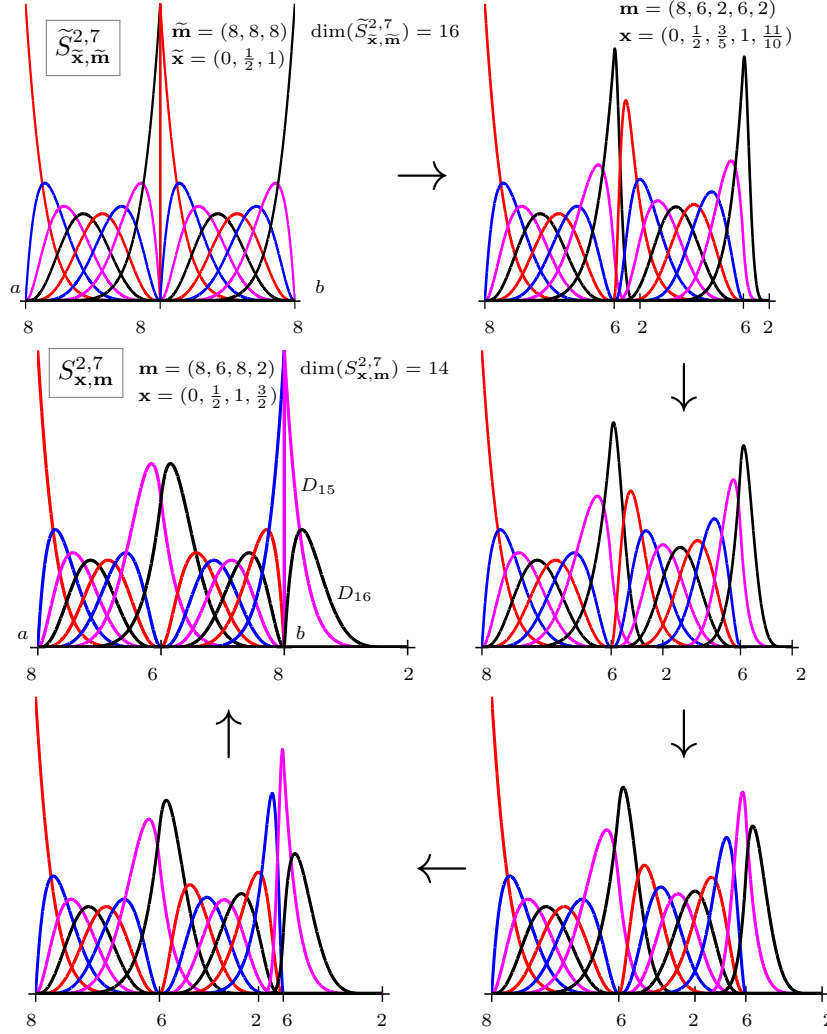 $\widetilde{S}^{2,7}_{\widetilde{\mathbf{x}},\widetilde{\mathbf{m}}}$ $\widetilde{\mathbf{m}} = (8, 8, 8)$ $\dim(\widetilde{S}^{2,7}_{\widetilde{\mathbf{x}},\widetilde{\mathbf{m}}}) = 16$
$\widetilde{\mathbf{x}} = (0, \frac{1}{2}, 1)$
a b
8 8 8
$\mathbf{m} = (8, 6, 2, 6, 2)$
$\mathbf{x} = (0, \frac{1}{2}, \frac{3}{5}, 1, \frac{11}{10})$
8 6 2 6 2
$S^{2,7}_{\mathbf{x},\mathbf{m}}$ $\mathbf{m} = (8, 6, 8, 2)$ $\dim(S^{2,7}_{\mathbf{x},\mathbf{m}}) = 14$
$\mathbf{x} = (0, \frac{1}{2}, 1, \frac{3}{2})$
$D_{15}$
$D_{16}$
a b
8 6 8 2
8 6 2 6 2
8 6 2 6 2
8 6 2 6 2